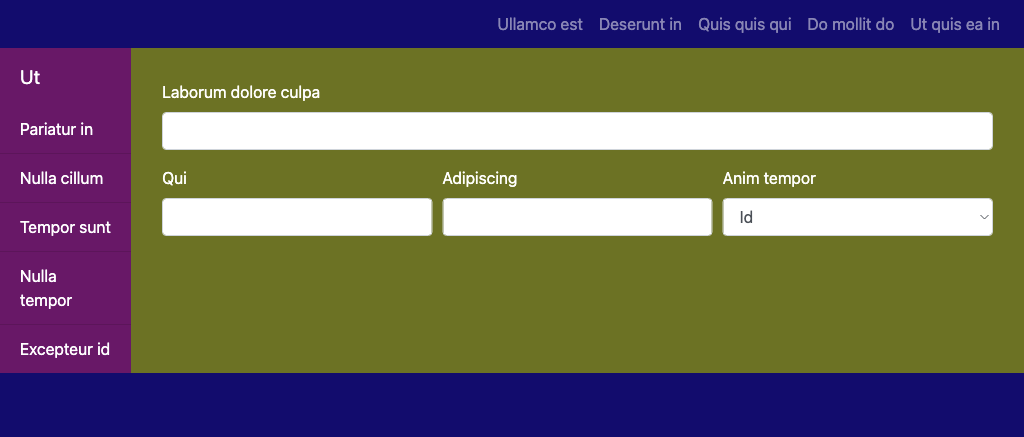 Ullamco est Deserunt in Quis quis qui Do mollit do Ut quis ea in
Ut
Pariatur in
Nulla cillum
Tempor sunt
Nulla
tempor
Excepteur id
Laborum dolore culpa
Qui Adipiscing Anim tempor
Id